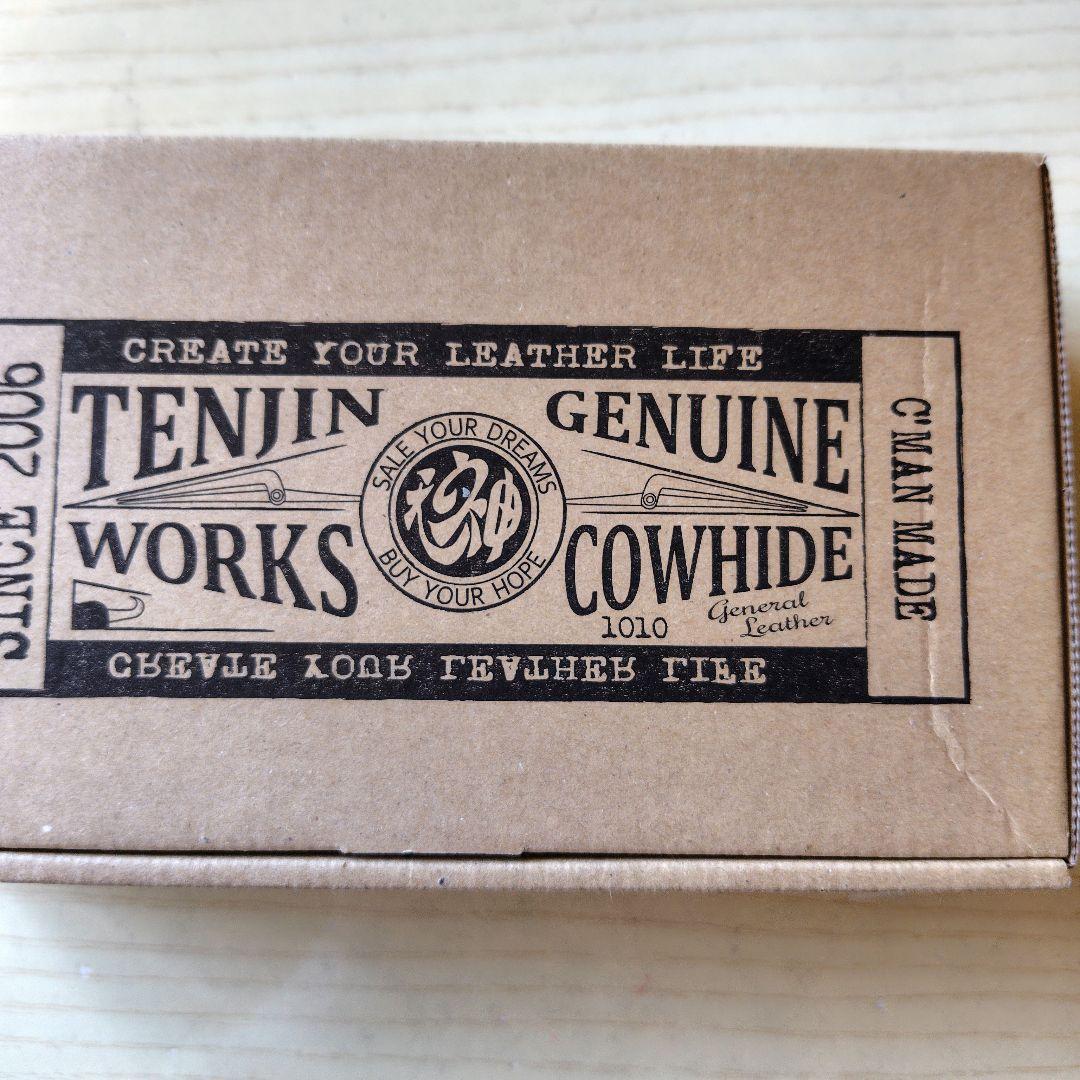 SINCE 2006
CREATE YOUR LEATHER LIFE
TENJIN
WORKS
SALE YOUR DREAMS
BUY YOUR HOPE
GENUINE
COWHIDE
1010
General
Leather
CREATE YOUR LEATHER LIFE
C'MAN MADE